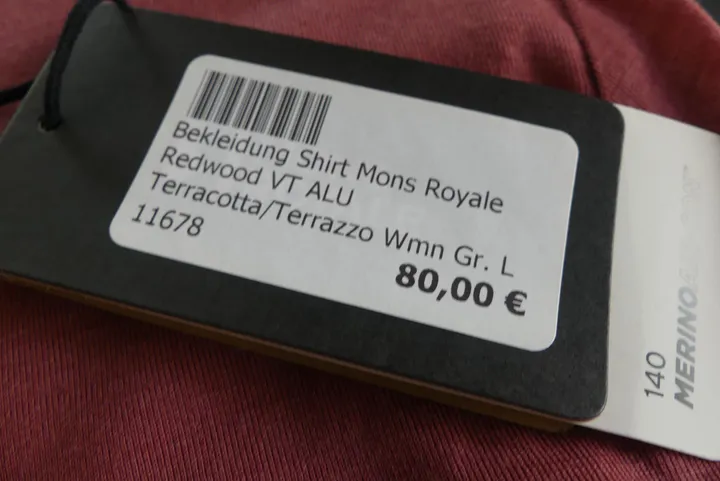 Bekleidung Shirt Mons Royale
Redwood VT ALU
Terracotta/Terrazzo Wmn Gr. L
11678
80,00 €
140
MERINO